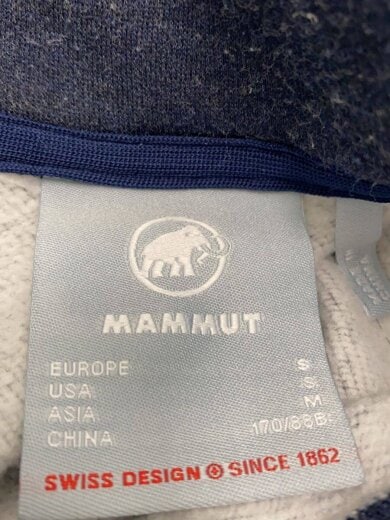 MAMMUT
EUROPE S
USA S
ASIA M
CHINA 170/88B
SWISS DESIGN SINCE 1862